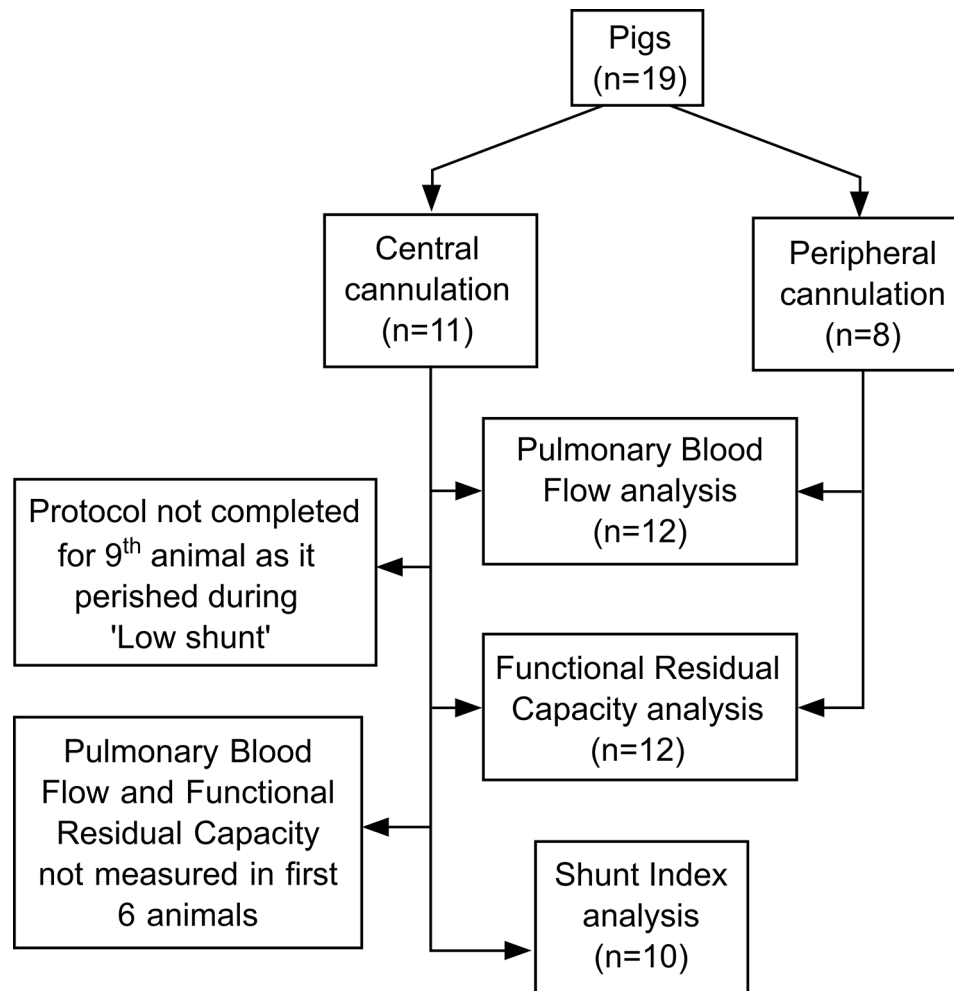 Pigs
(n=19)
Central
cannulation
(n=11)
Peripheral
cannulation
(n=8)
Pulmonary Blood
Flow analysis
(n=12)
Protocol not completed
for 9th animal as it
perished during
'Low shunt'
Functional Residual
Capacity analysis
(n=12)
Pulmonary Blood
Flow and Functional
Residual Capacity
not measured in first
6 animals
Shunt Index
analysis
(n=10)